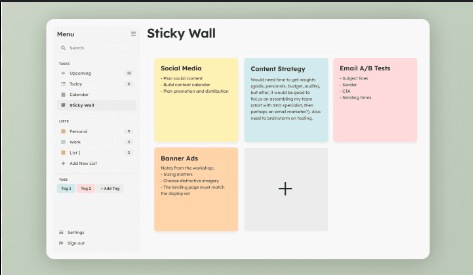 Menu
Search
TASKS
Upcoming
Today
Calendar
Sticky Wall
LISTS
Personal
Work
List 1
+ Add New List
TAGS
Tag 1 Tag 2 + Add Tag
Settings
Sign out
Sticky Wall
Social Media
- Plan social content
- Build content calendar
- Plan promotion and distribution
Content Strategy
Would need time to get insights
(goals, personals, budget, audits),
but after, it would be good to
focus on assembling my team
(start with SEO specialist, then
perhaps an email marketer?). Also
need to brainstorm on tooling.
Email A/B Tests
- Subject lines
- Sender
- CTA
- Sending times
Banner Ads
Notes from the workshop:
- Sizing matters
- Choose distinctive imagery
- The landing page must match
the display ad
+